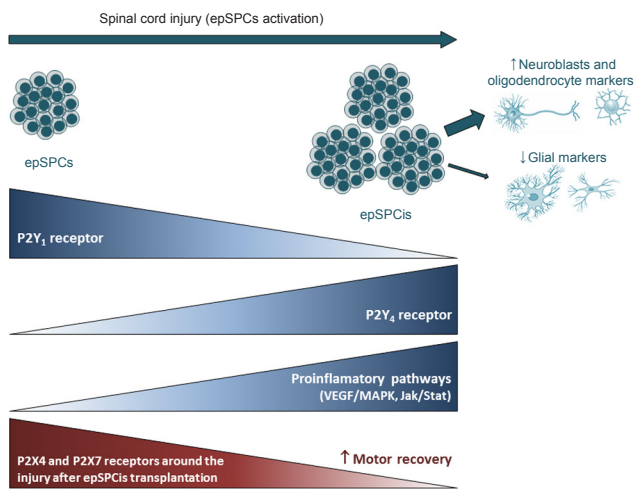 Spinal cord injury (epSPCs activation)
↑Neuroblasts and
oligodendrocyte markers
epSPCs
↓Glial markers
epSPCis
P2Y₁ receptor
P2Y₄ receptor
Proinflamatory pathways
(VEGF/MAPK, Jak/Stat)
P2X4 and P2X7 receptors around the
injury after epSPCis transplantation
↑ Motor recovery